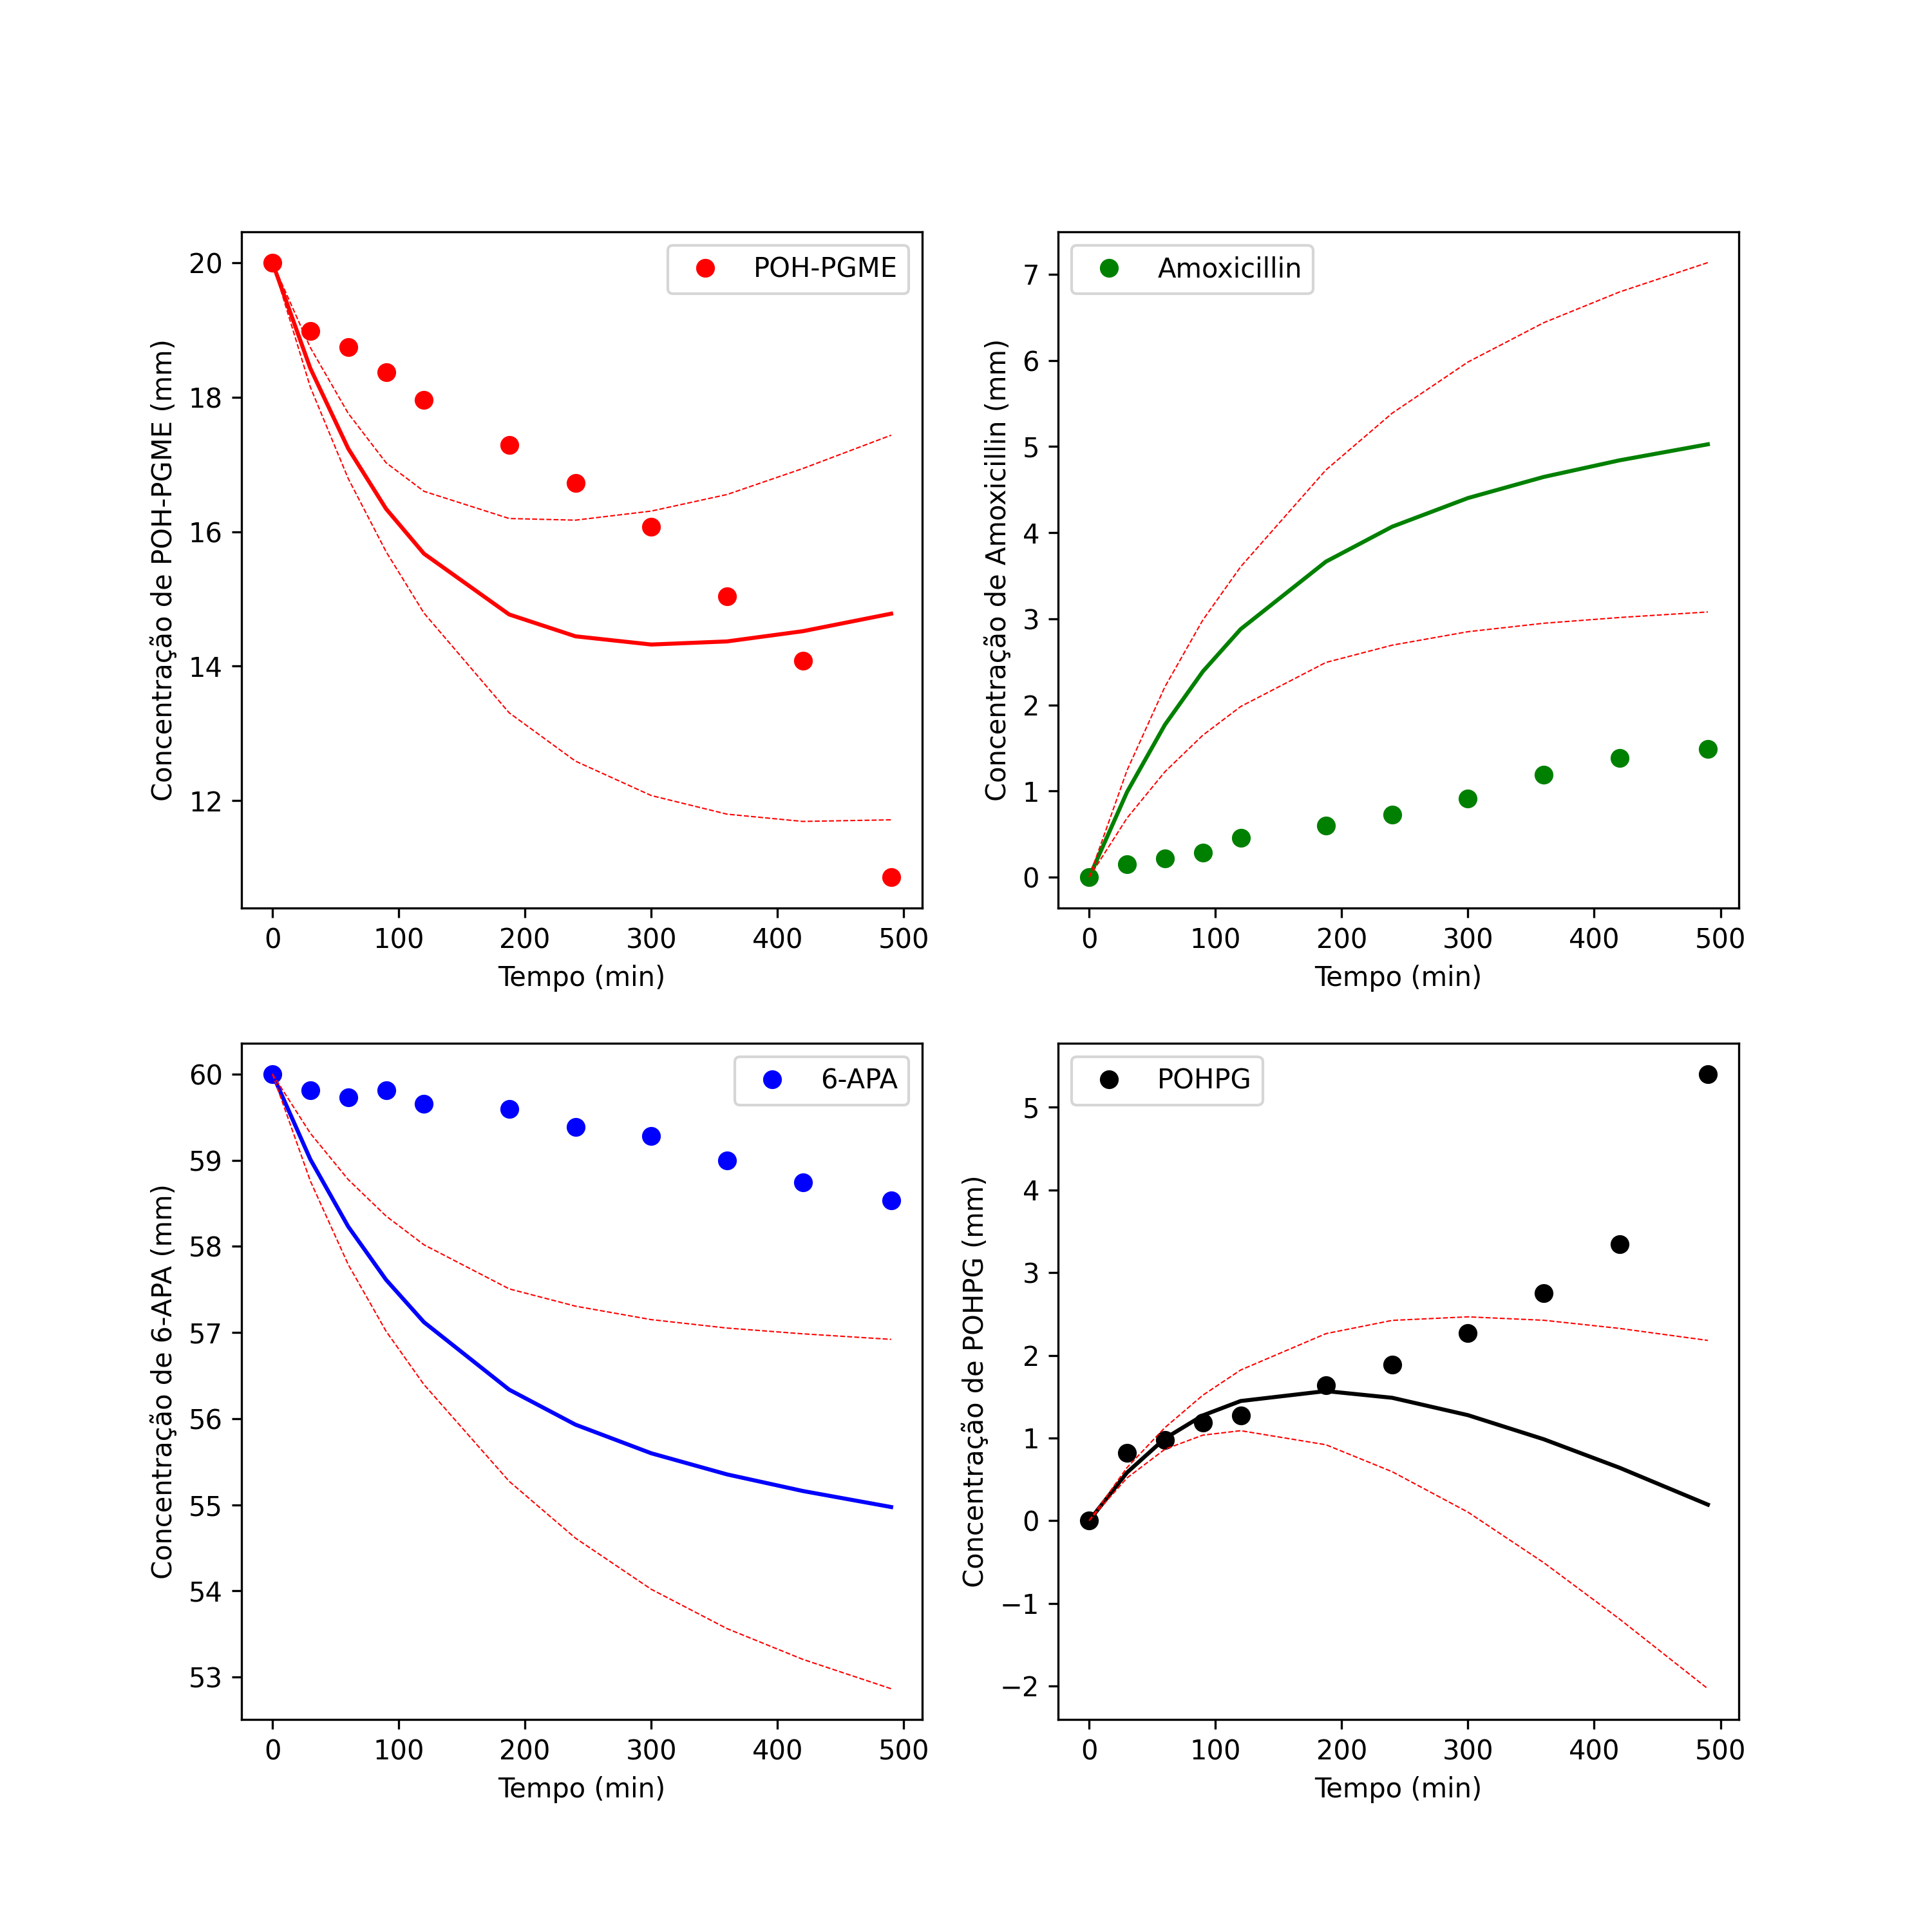 POH-PGME
Concentração de POH-PGME (mm)
20
18
16
14
12
0 100 200 300 400 500
Tempo (min)
Amoxicillin
Concentração de Amoxicillin (mm)
7
6
5
4
3
2
1
0
0 100 200 300 400 500
Tempo (min)
6-APA
Concentração de 6-APA (mm)
60
59
58
57
56
55
54
53
0 100 200 300 400 500
Tempo (min)
POHPG
Concentração de POHPG (mm)
5
4
3
2
1
0
−1
−2
0 100 200 300 400 500
Tempo (min)